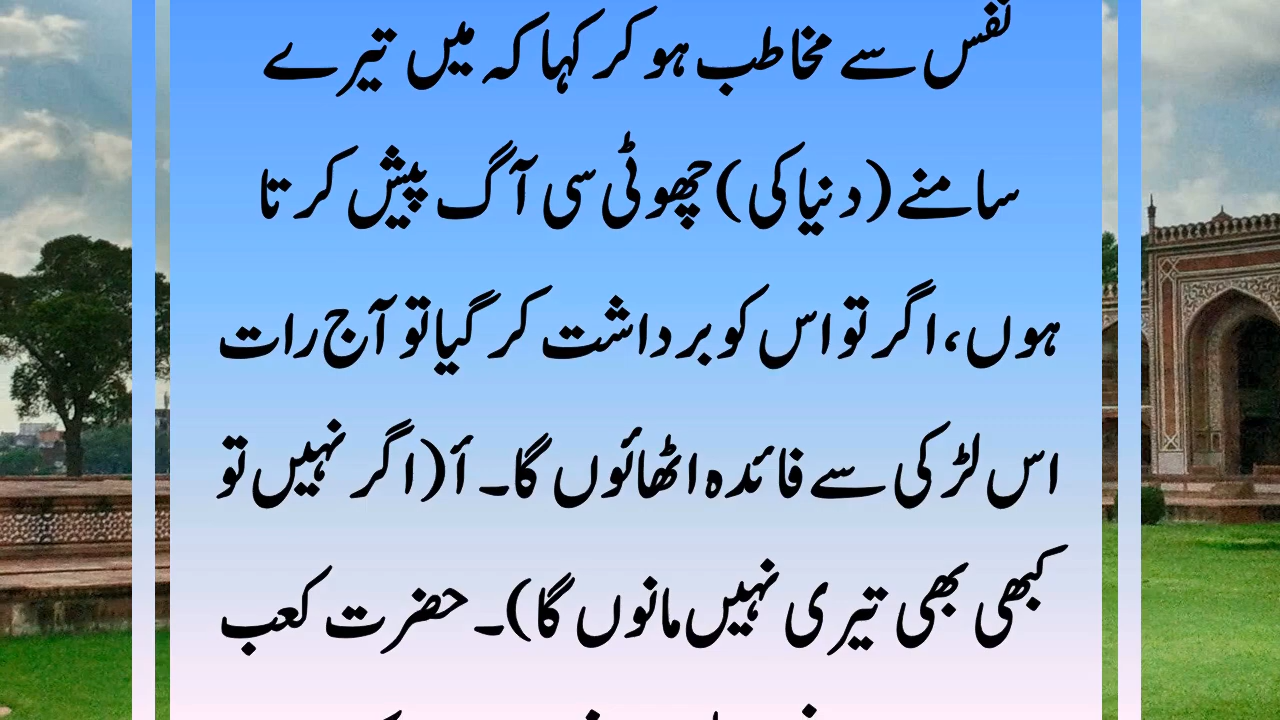 نفس سے مخاطب ہو کر کہا کہ میں تیرے
سامنے (دنیا کی) چھوٹی سی آگ پیش کرتا
ہوں، اگر تو اس کو برداشت کر گیا تو آج رات
اس لڑکی سے فائدہ اٹھائوں گا۔ أ(اگر نہیں تو
کبھی بھی تیری نہیں مانوں گا)۔ حضرت کعب